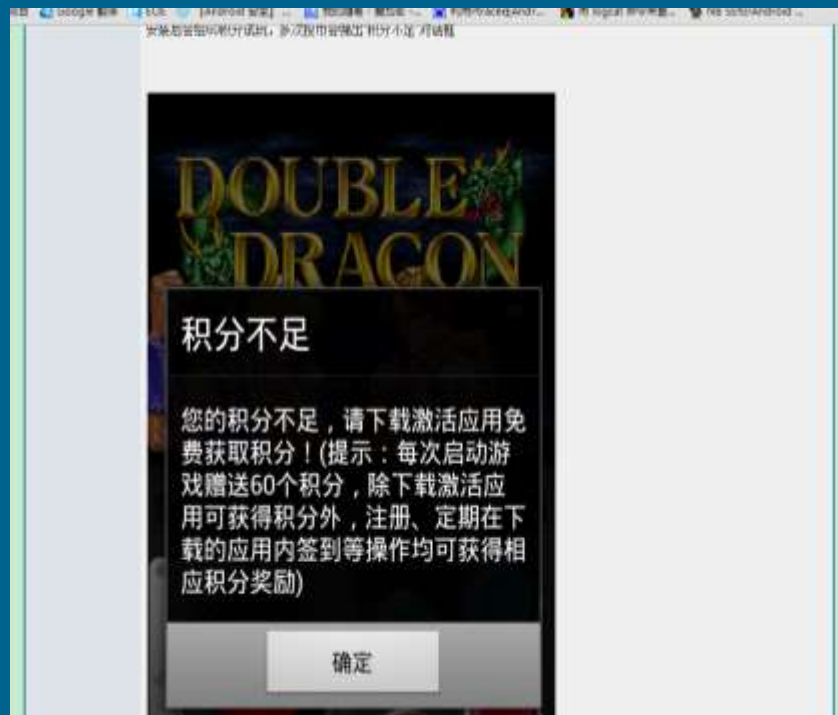 Google
DOUBLE
DRAGON
积分不足
您的积分不足，请下载激活应用免
费获取积分！(提示：每次启动游
戏赠送60个积分，除下载激活应
用可获得积分外，注册、定期在下
载的应用内签到等操作均可获得相
应积分奖励)
确定